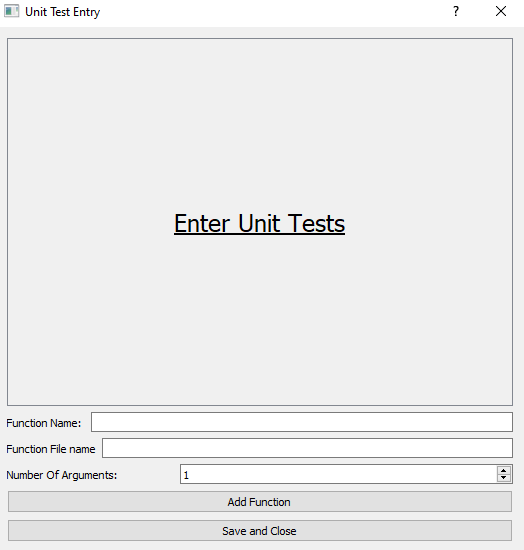 Unit Test Entry
?
Enter Unit Tests
Function Name:
Function File name
Number Of Arguments: 1
Add Function
Save and Close